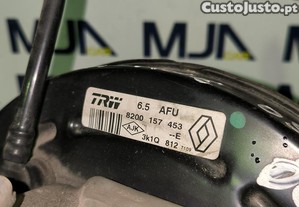 Custojusto.pt
MJA
MJA
TRW
6.5 AFU
8200 157 453
--E
AJK
3k1Q 812